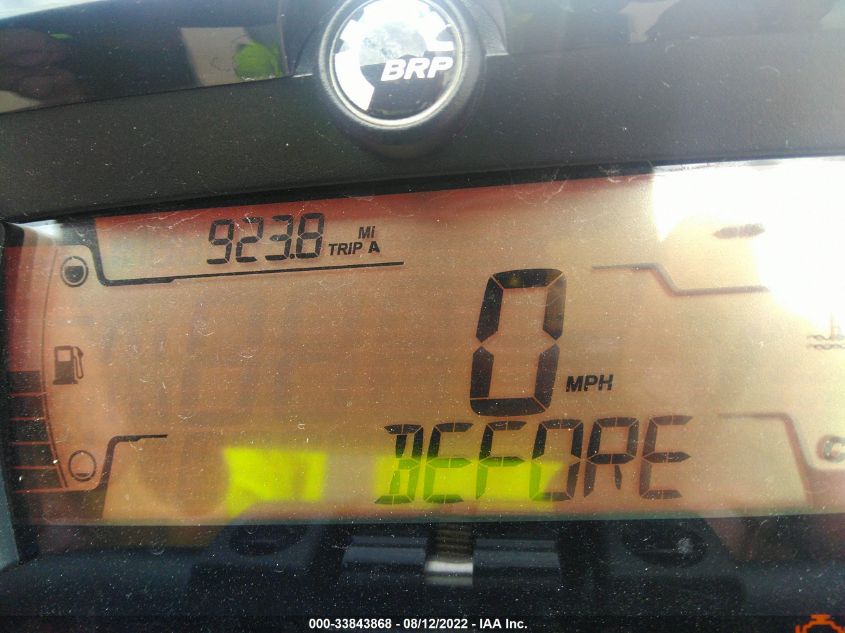 BRP
923.8 Mi
TRIP A
0 MPH
BEFORE
000-33843868 - 08/12/2022 - IAA Inc.